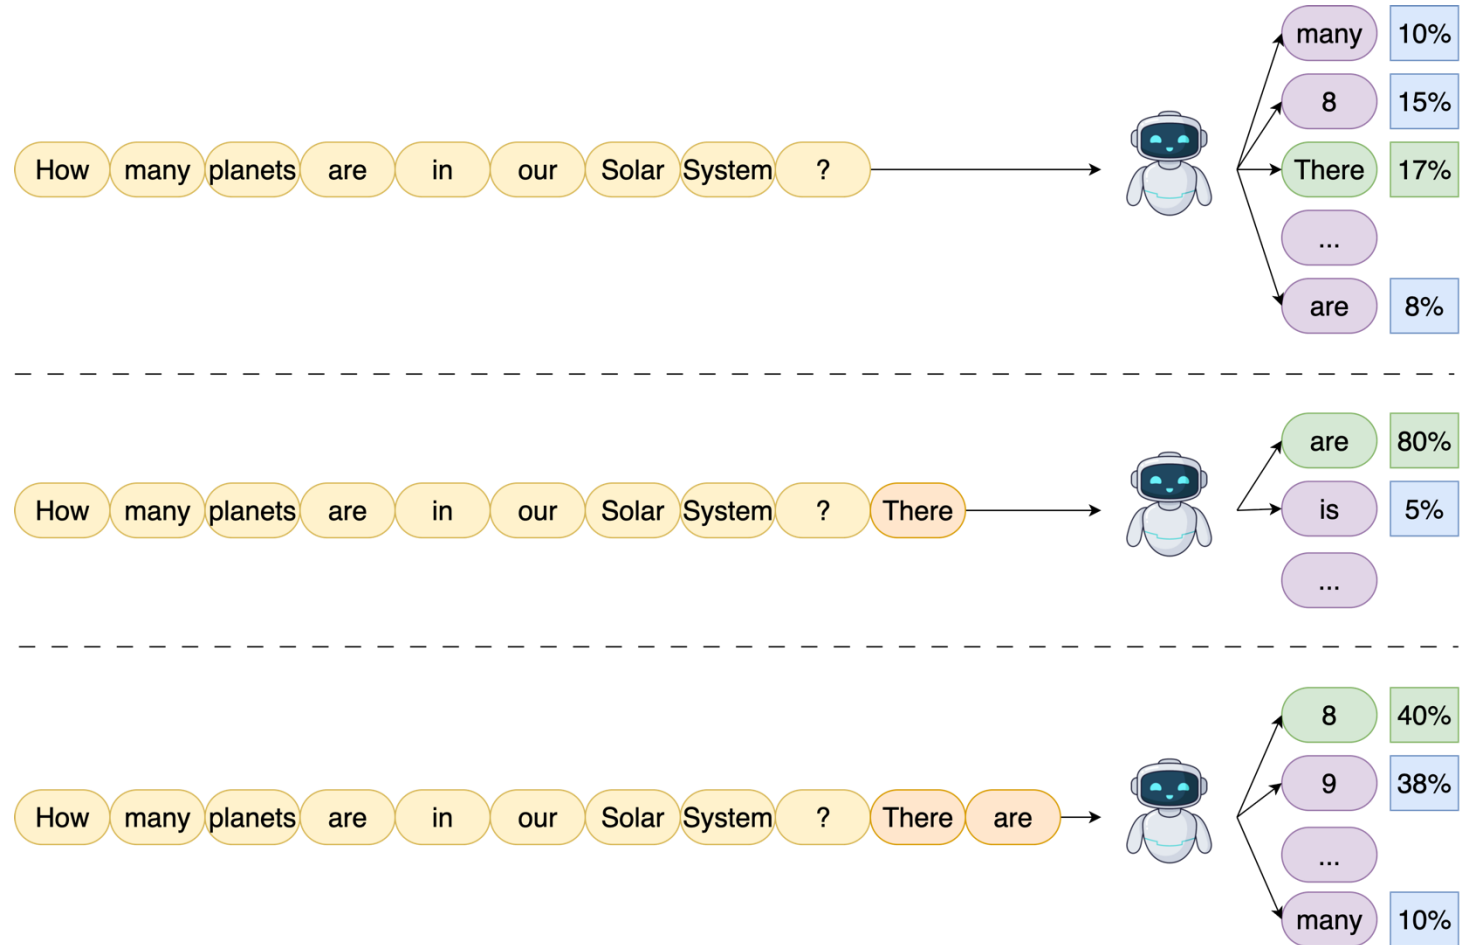 many 10%
8 15%
How many planets are in our Solar System ? There 17%
...
are 8%
are 80%
How many planets are in our Solar System ? There is 5%
...
8 40%
9 38%
How many planets are in our Solar System ? There are
...
many 10%